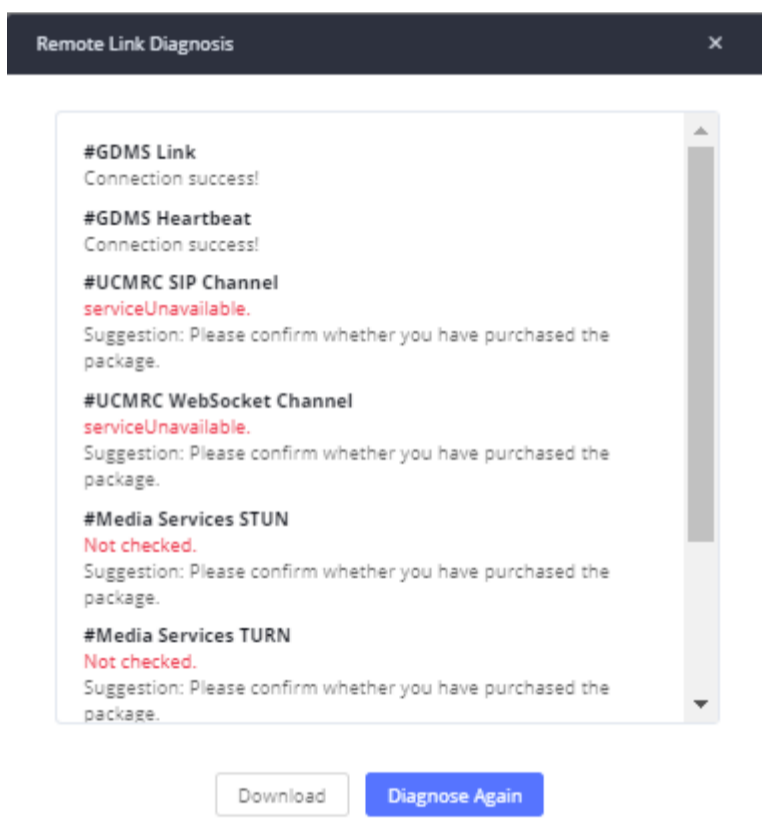 Remote Link Diagnosis ×
#GDMS Link
Connection success!
#GDMS Heartbeat
Connection success!
#UCMRC SIP Channel
serviceUnavailable.
Suggestion: Please confirm whether you have purchased the
package.
#UCMRC WebSocket Channel
serviceUnavailable.
Suggestion: Please confirm whether you have purchased the
package.
#Media Services STUN
Not checked.
Suggestion: Please confirm whether you have purchased the
package.
#Media Services TURN
Not checked.
Suggestion: Please confirm whether you have purchased the
package.
Download
Diagnose Again